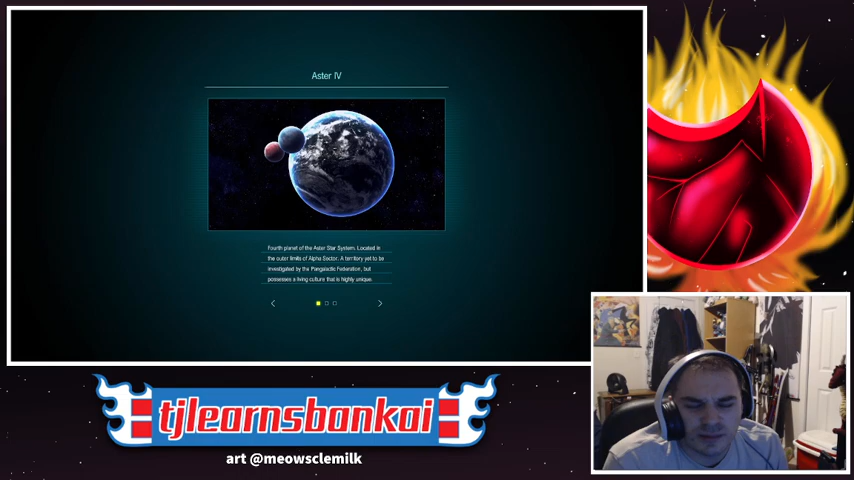 Aster IV
Fourth planet of the Aster Star System. Located in
the outer limits of Alpha Sector. A territory yet to be
investigated by the Pangalactic Federation, but
possesses a living culture that is highly unique.
tjlearnsbankai
art @meowsclemilk